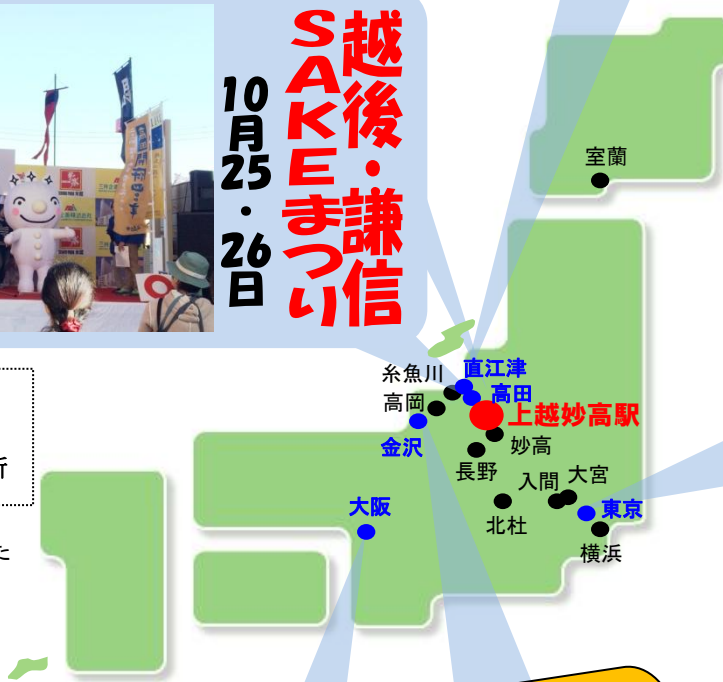 越後・謙信
SAKEまつり
10月25・26日
室蘭
糸魚川
直江津
高岡
高田
上越妙高駅
金沢
妙高
長野
入間
大宮
大阪
北杜
東京
横浜
所
た